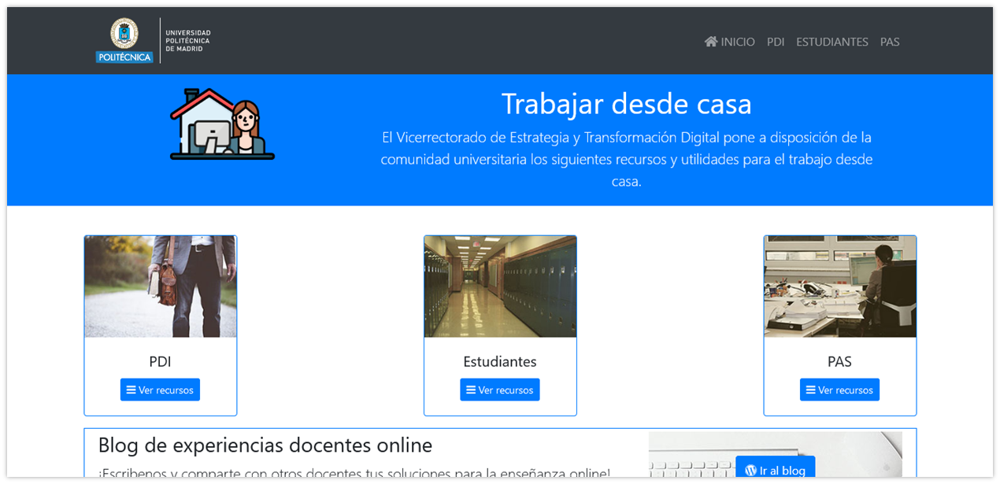 POLITÉCNICA
UNIVERSIDAD
POLITÉCNICA
DE MADRID
INICIO PDI ESTUDIANTES PAS
Trabajar desde casa
El Vicerrectorado de Estrategia y Transformación Digital pone a disposición de la
comunidad universitaria los siguientes recursos y utilidades para el trabajo desde
casa.
PDI
Ver recursos
Estudiantes
Ver recursos
PAS
Ver recursos
Blog de experiencias docentes online
¡Escríbenos y comparte con otros docentes tus soluciones para la enseñanza online!
Ir al blog